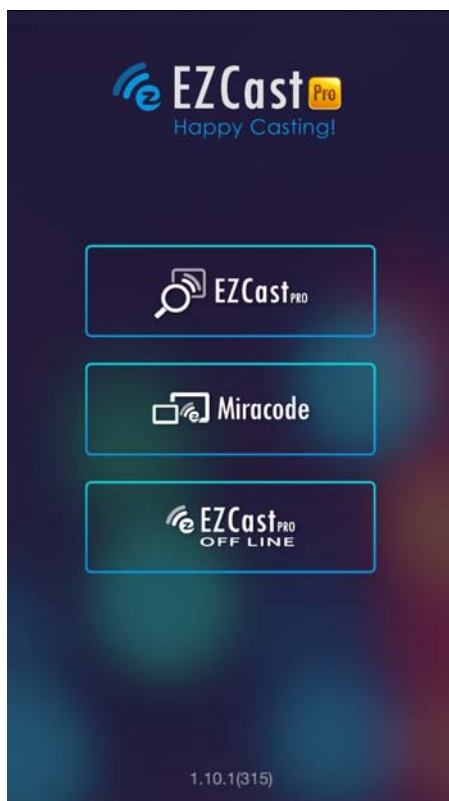 EZCast Pro
Happy Casting!
EZCast PRO
Miracode
EZCast PRO
OFF LINE
1.10.1(315)